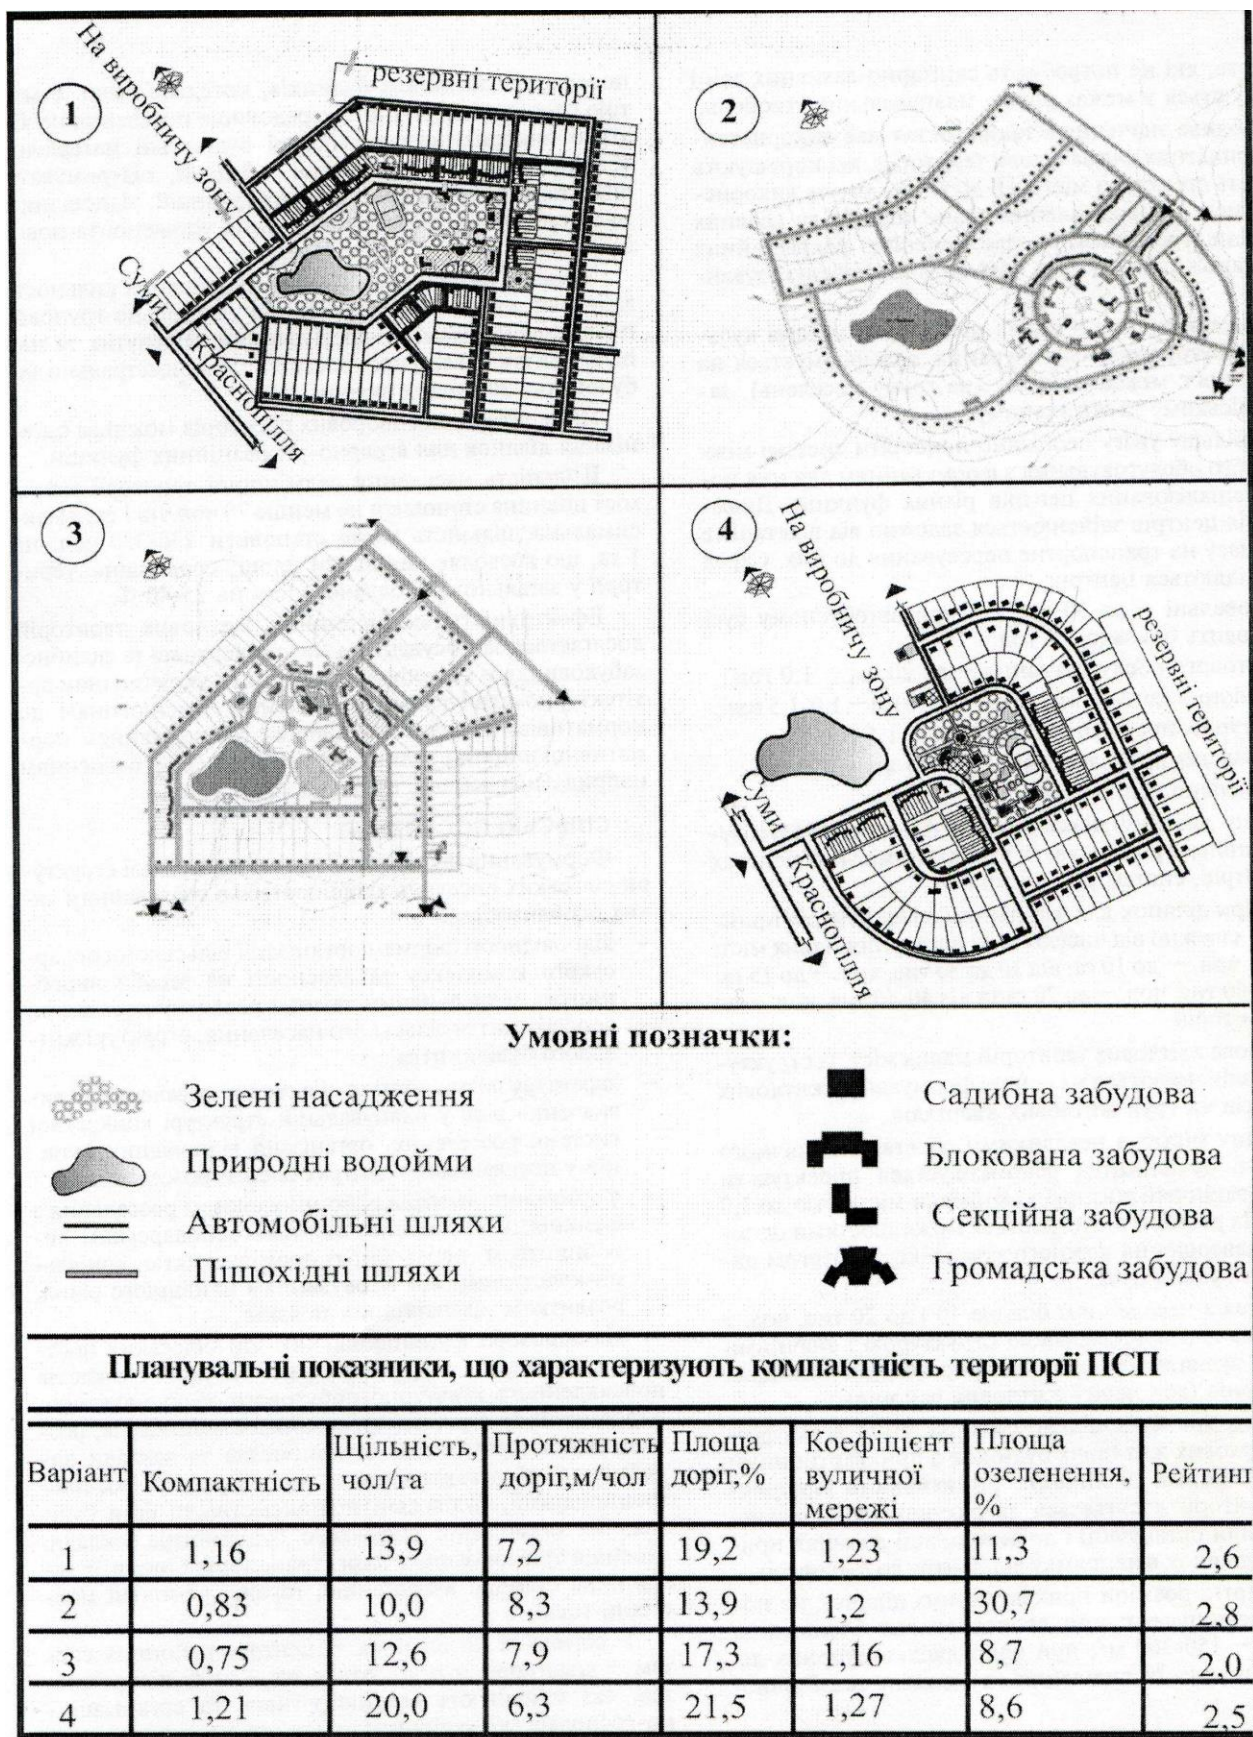 1
На виробничу зону
резервні території
Суми
Краснопілля
2
3
4
На виробничу зону
резервні території
Суми
Краснопілля
Умовні позначки:
Зелені насадження
Природні водойми
Автомобільні шляхи
Пішохідні шляхи
Садибна забудова
Блокована забудова
Секційна забудова
Громадська забудова
Планувальні показники, що характеризують компактність території ПСП
Варіант Компактність Щільність, чол/га Протяжність доріг,м/чол Площа доріг,% Коефіцієнт вуличної мережі Площа озеленення, % Рейтинг
1 1,16 13,9 7,2 19,2 1,23 11,3 2,6
2 0,83 10,0 8,3 13,9 1,2 30,7 2,8
3 0,75 12,6 7,9 17,3 1,16 8,7 2,0
4 1,21 20,0 6,3 21,5 1,27 8,6 2,5